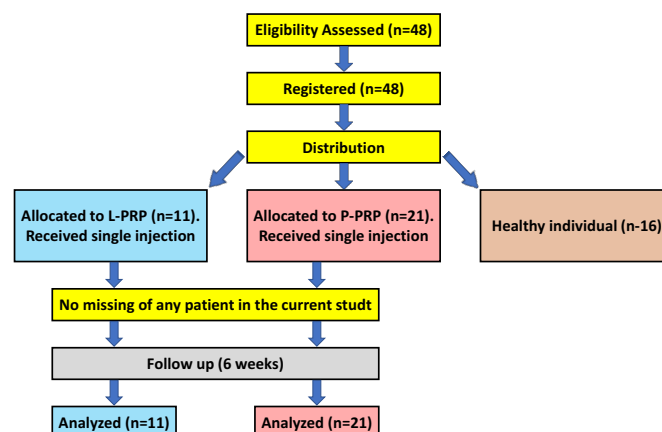 Eligibility Assessed (n=48)
Registered (n=48)
Distribution
Allocated to L-PRP (n=11).
Received single injection
Allocated to P-PRP (n=21).
Received single injection
Healthy individual (n-16)
No missing of any patient in the current studt
Follow up (6 weeks)
Analyzed (n=11)
Analyzed (n=21)